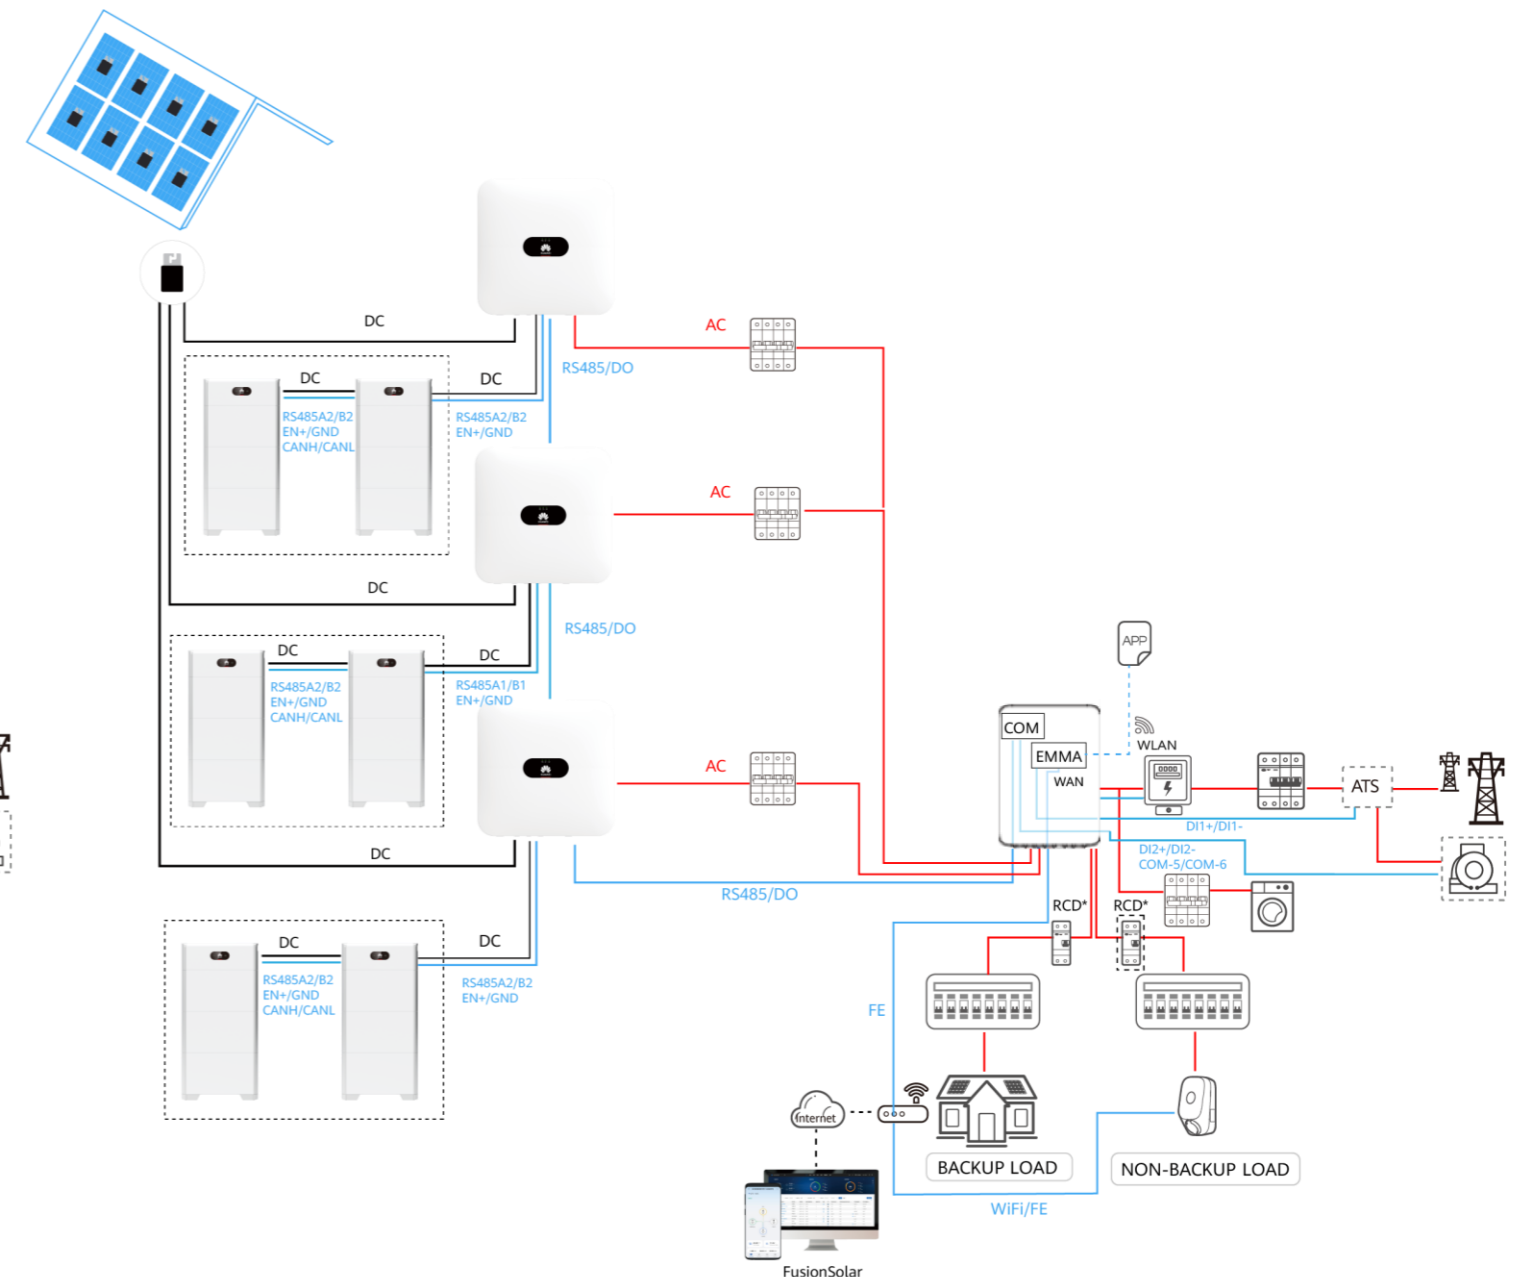 DC
AC
RS485/DO
DC
DC
RS485A2/B2
EN+/GND
CANH/CANL
RS485A2/B2
EN+/GND
AC
DC
RS485/DO
DC
DC
RS485A2/B2
EN+/GND
CANH/CANL
RS485A1/B1
EN+/GND
APP
COM
EMMA
WAN
WLAN
0000
AC
ATS
DI1+/DI1-
DI2+/DI2-
COM-5/COM-6
DC
RS485/DO
RCD*
RCD*
DC
DC
RS485A2/B2
EN+/GND
CANH/CANL
RS485A2/B2
EN+/GND
FE
Internet
BACKUP LOAD
NON-BACKUP LOAD
WiFi/FE
FusionSolar